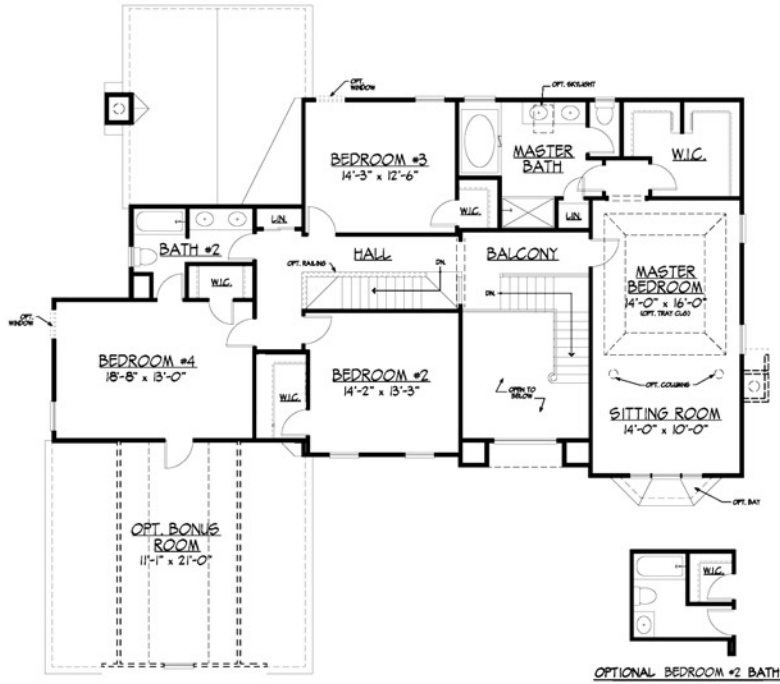 OPT. WINDOW
OPT. SKYLIGHT
BEDROOM #3
14'-3" x 12'-6"
MASTER
BATH
W.I.C.
W.I.C.
LIN.
LIN.
BATH #2
W.I.C.
HALL
OPT. RAILING
DN.
BALCONY
DN.
MASTER
BEDROOM
14'-0" x 16'-0"
(OPT. TRAY CLG)
OPT. WINDOW
BEDROOM #4
18'-8" x 13'-0"
BEDROOM #2
14'-2" x 13'-3"
W.I.C.
OPEN TO
BELOW
OPT. COLUMNS
SITTING ROOM
14'-0" x 10'-0"
OPT. BAY
OPT. BONUS
ROOM
11'-1" x 21'-0"
W.I.C.
OPTIONAL BEDROOM #2 BATH